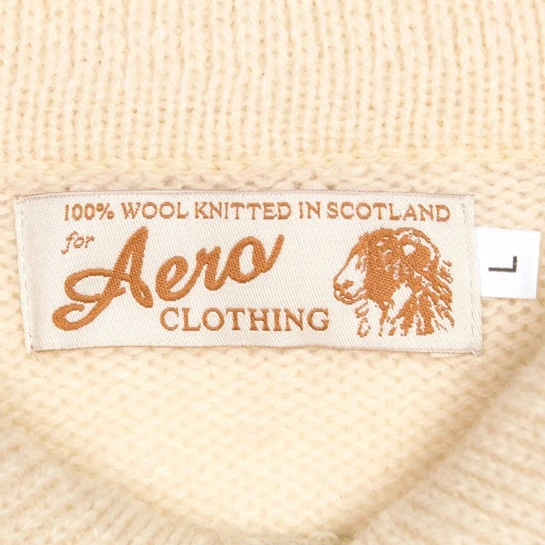 100% WOOL KNITTED IN SCOTLAND
for
Aero
CLOTHING
L